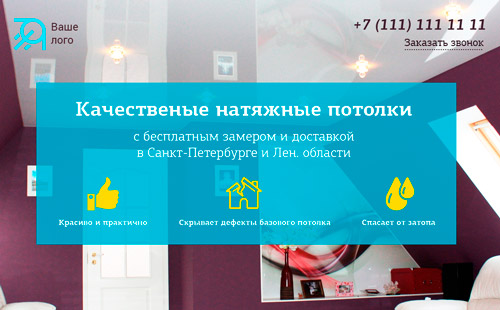 Ваше
лого
+7 (111) 111 11 11
Заказать звонок
Качественые натяжные потолки
с бесплатным замером и доставкой
в Санкт-Петербурге и Лен. области
Красиво и практично
Скрывает дефекты базового потолка
Спасает от затопа